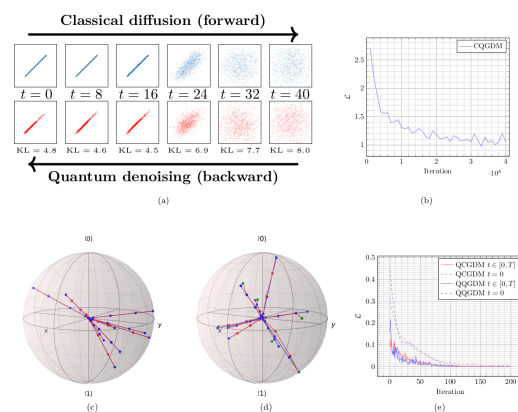 Classical diffusion (forward)
t = 0 t = 8 t = 16 t = 24 t = 32 t = 40
KL = 4.8 KL = 4.6 KL = 4.5 KL = 6.9 KL = 7.7 KL = 8.0
Quantum denoising (backward)
(a)
CQGDM
2.5
2
1.5
1
ℒ
0 1 2 3 4
Iteration
·10⁴
(b)
|0⟩
x
y
|1⟩
(c)
|0⟩
x
y
|1⟩
(d)
QCGDM t ∈ [0, T]
QCGDM t = 0
QQGDM t ∈ [0, T]
QQGDM t = 0
0.5
0.4
0.3
0.2
0.1
0
ℒ
0 50 100 150 200
Iteration
(e)